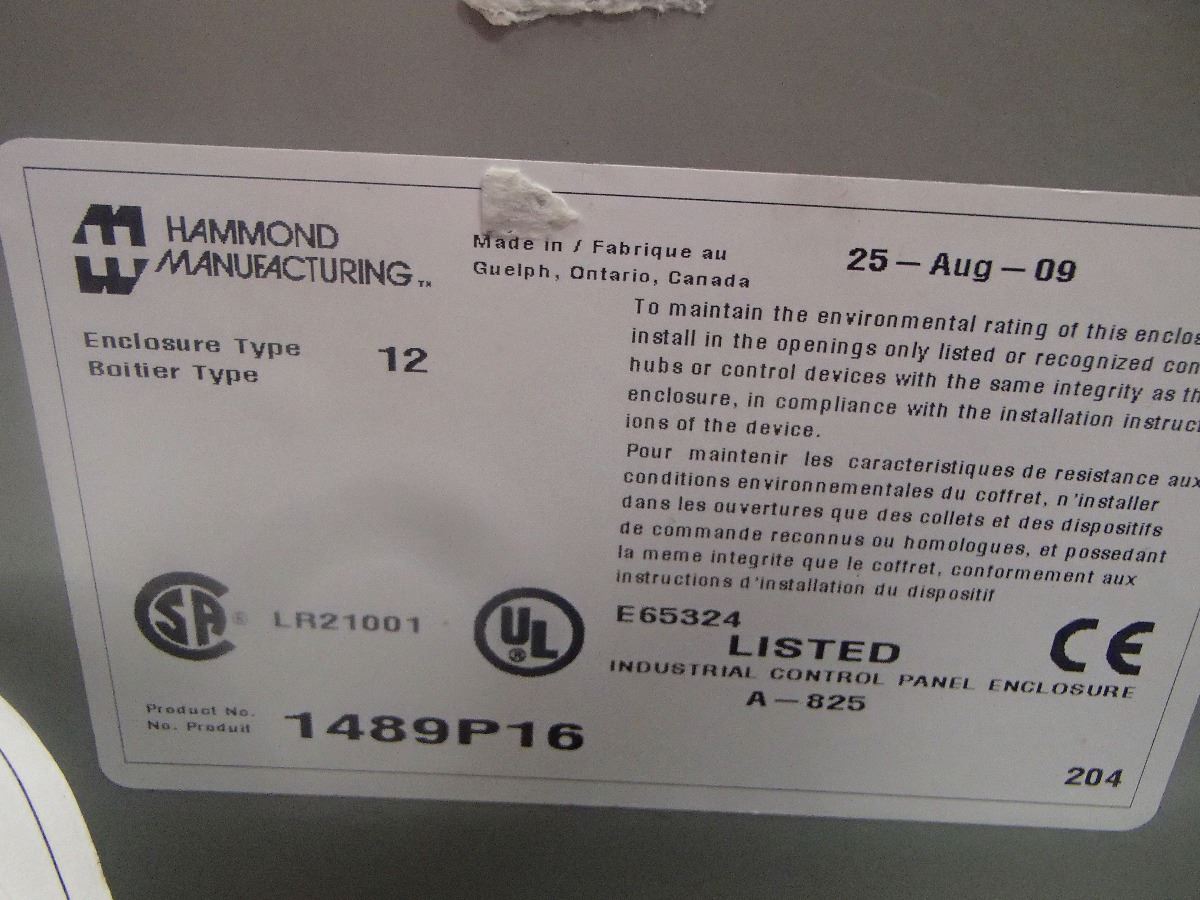 HAMMOND
MANUFACTURING™
Made in / Fabrique au
Guelph, Ontario, Canada
25-Aug-09
Enclosure Type
Boitier Type
12
To maintain the environmental rating of this
install in the openings only listed or recognized
hubs or control devices with the same integrity as
enclosure, in compliance with the installation
ions of the device.
Pour maintenir les caracteristiques de resistance aux
conditions environnementales du coffret, n'installer
dans les ouvertures que des collets et des dispositifs
de commande reconnus ou homologues, et possedant
la meme integrite que le coffret, conformement aux
instructions d'installation du dispositif
SA® LR21001
UL®
E65324
LISTED
INDUSTRIAL CONTROL PANEL ENCLOSURE
A-825
CE
Product No.
No. Produit
1489P16
204